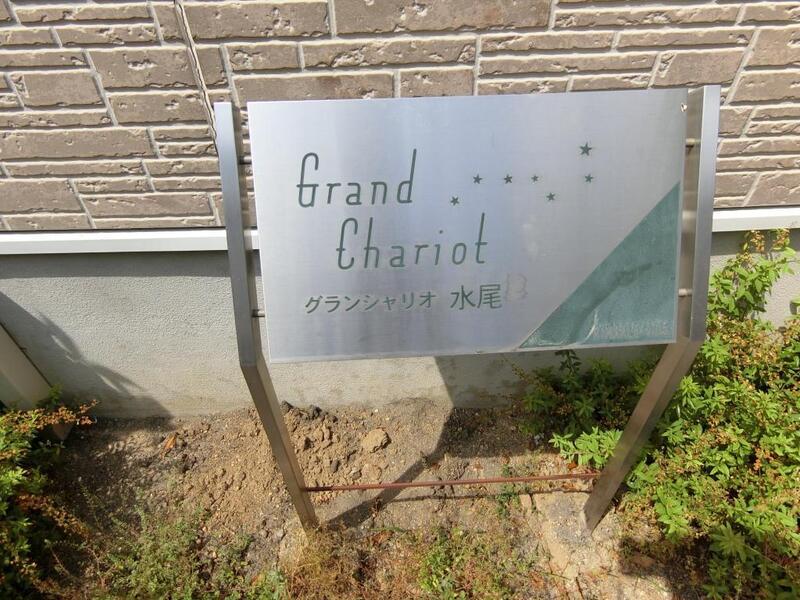 Grand
Chariot
グランシャリオ 水尾